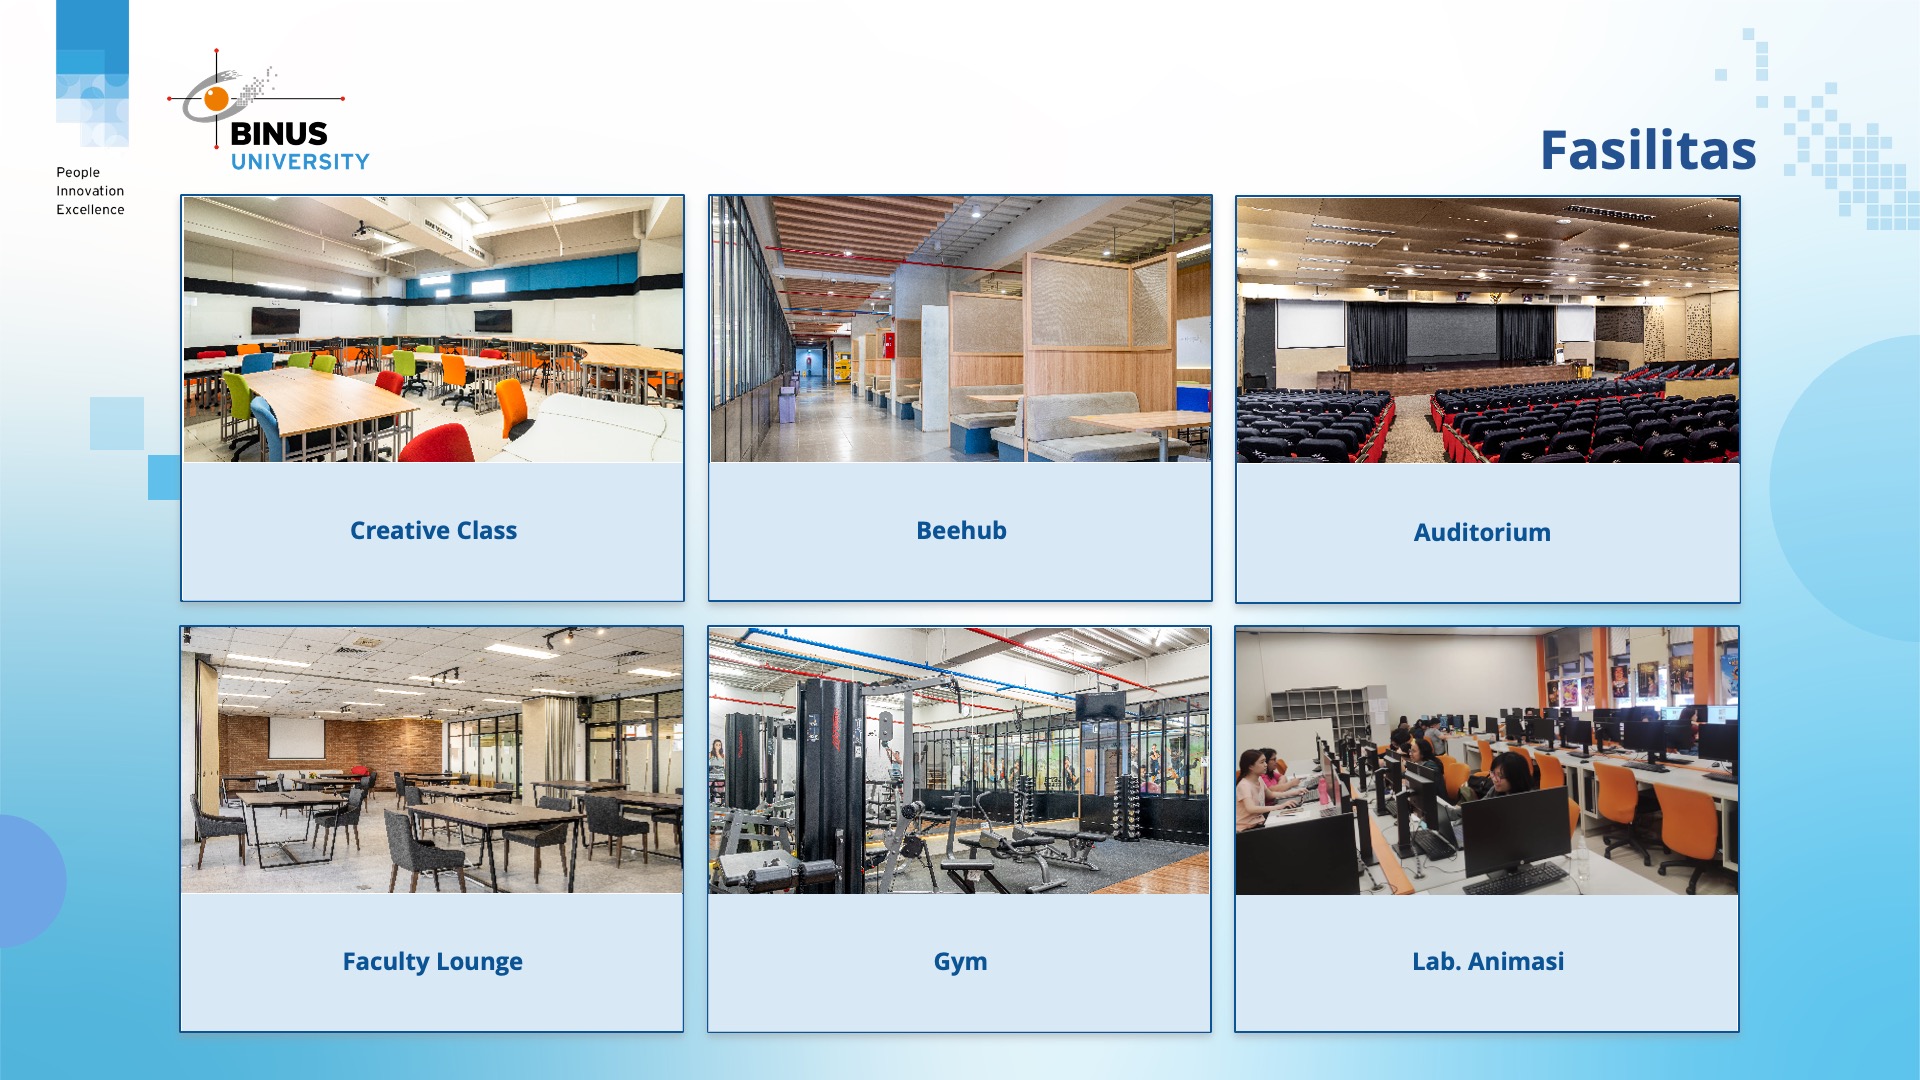 People
Innovation
Excellence
BINUS
UNIVERSITY
Fasilitas
Creative Class
Beehub
Auditorium
Faculty Lounge
Gym
Lab. Animasi